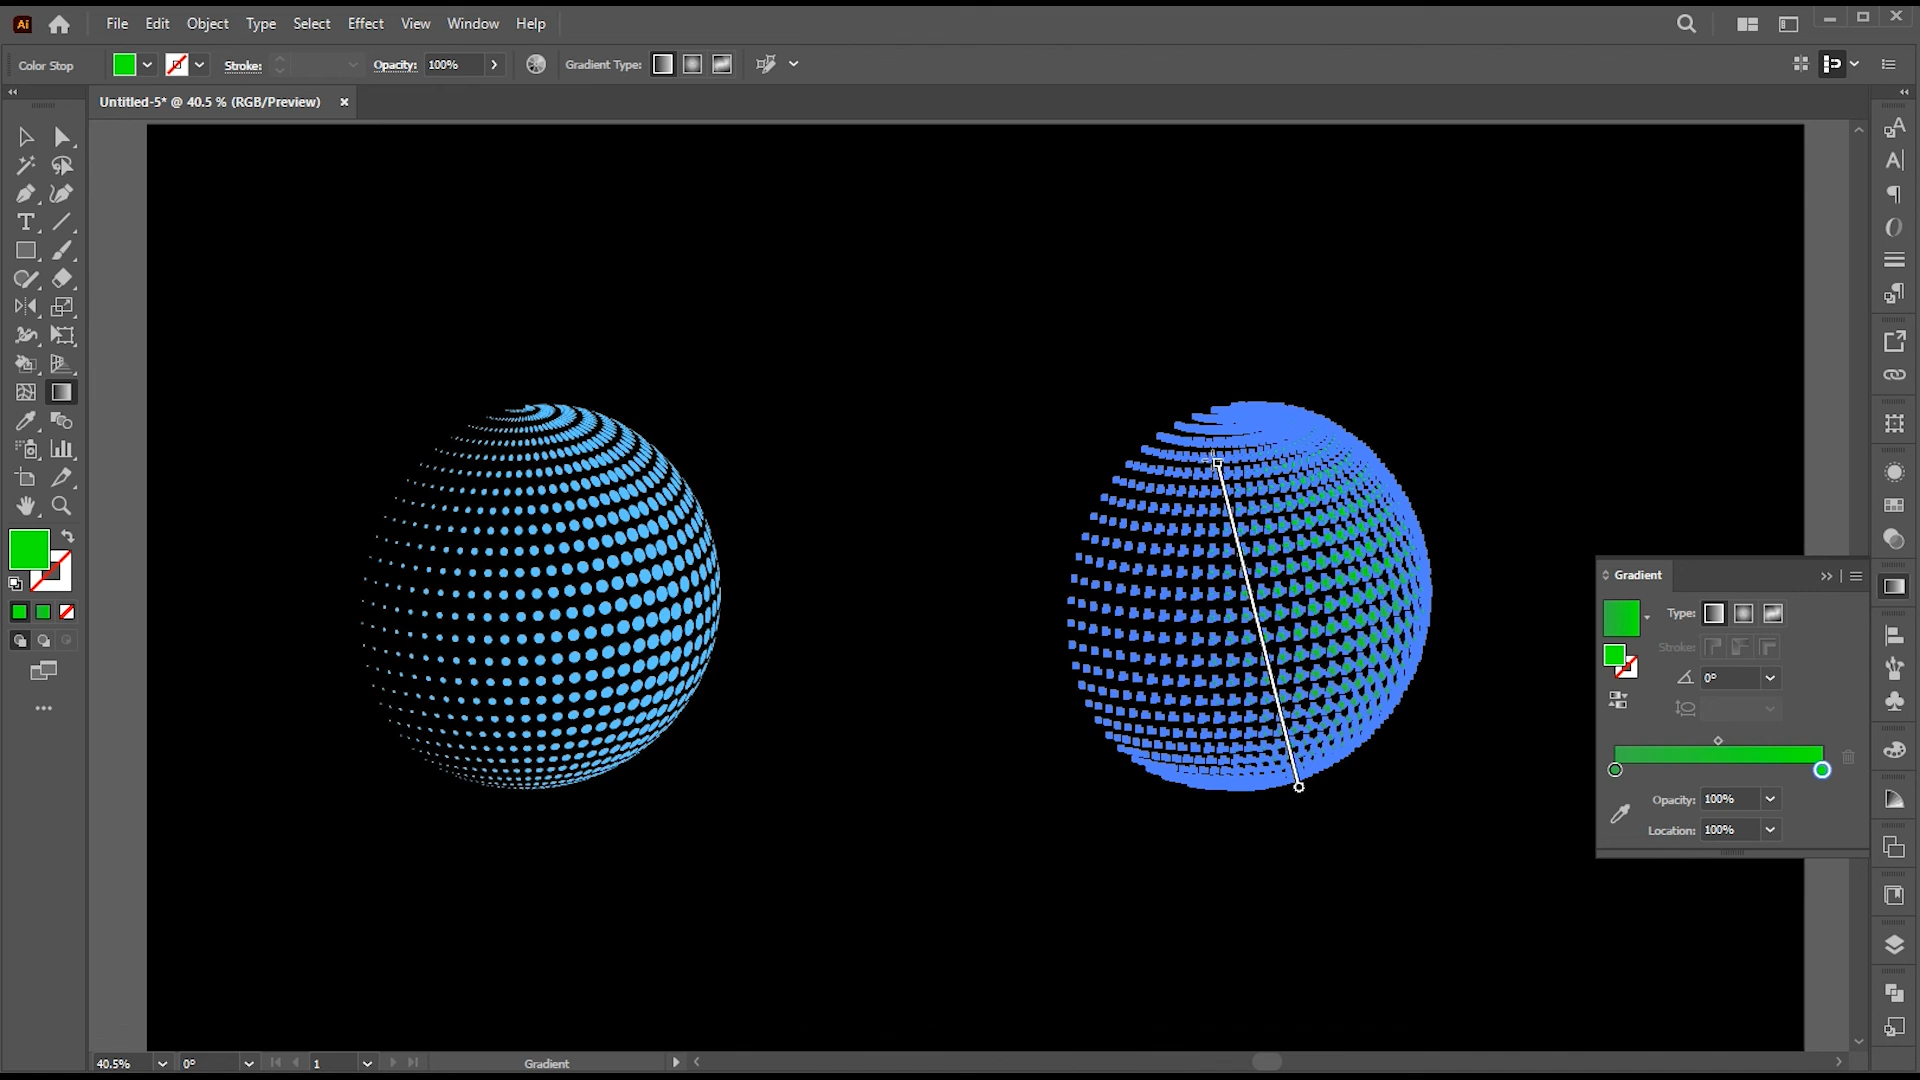 Ai File Edit Object Type Select Effect View Window Help
Color Stop Stroke: Opacity: 100% Gradient Type:
Untitled-5* @ 40.5 % (RGB/Preview) ×
Gradient
Type:
Stroke:
0°
Opacity: 100%
Location: 100%
40.5% 0° 1 Gradient